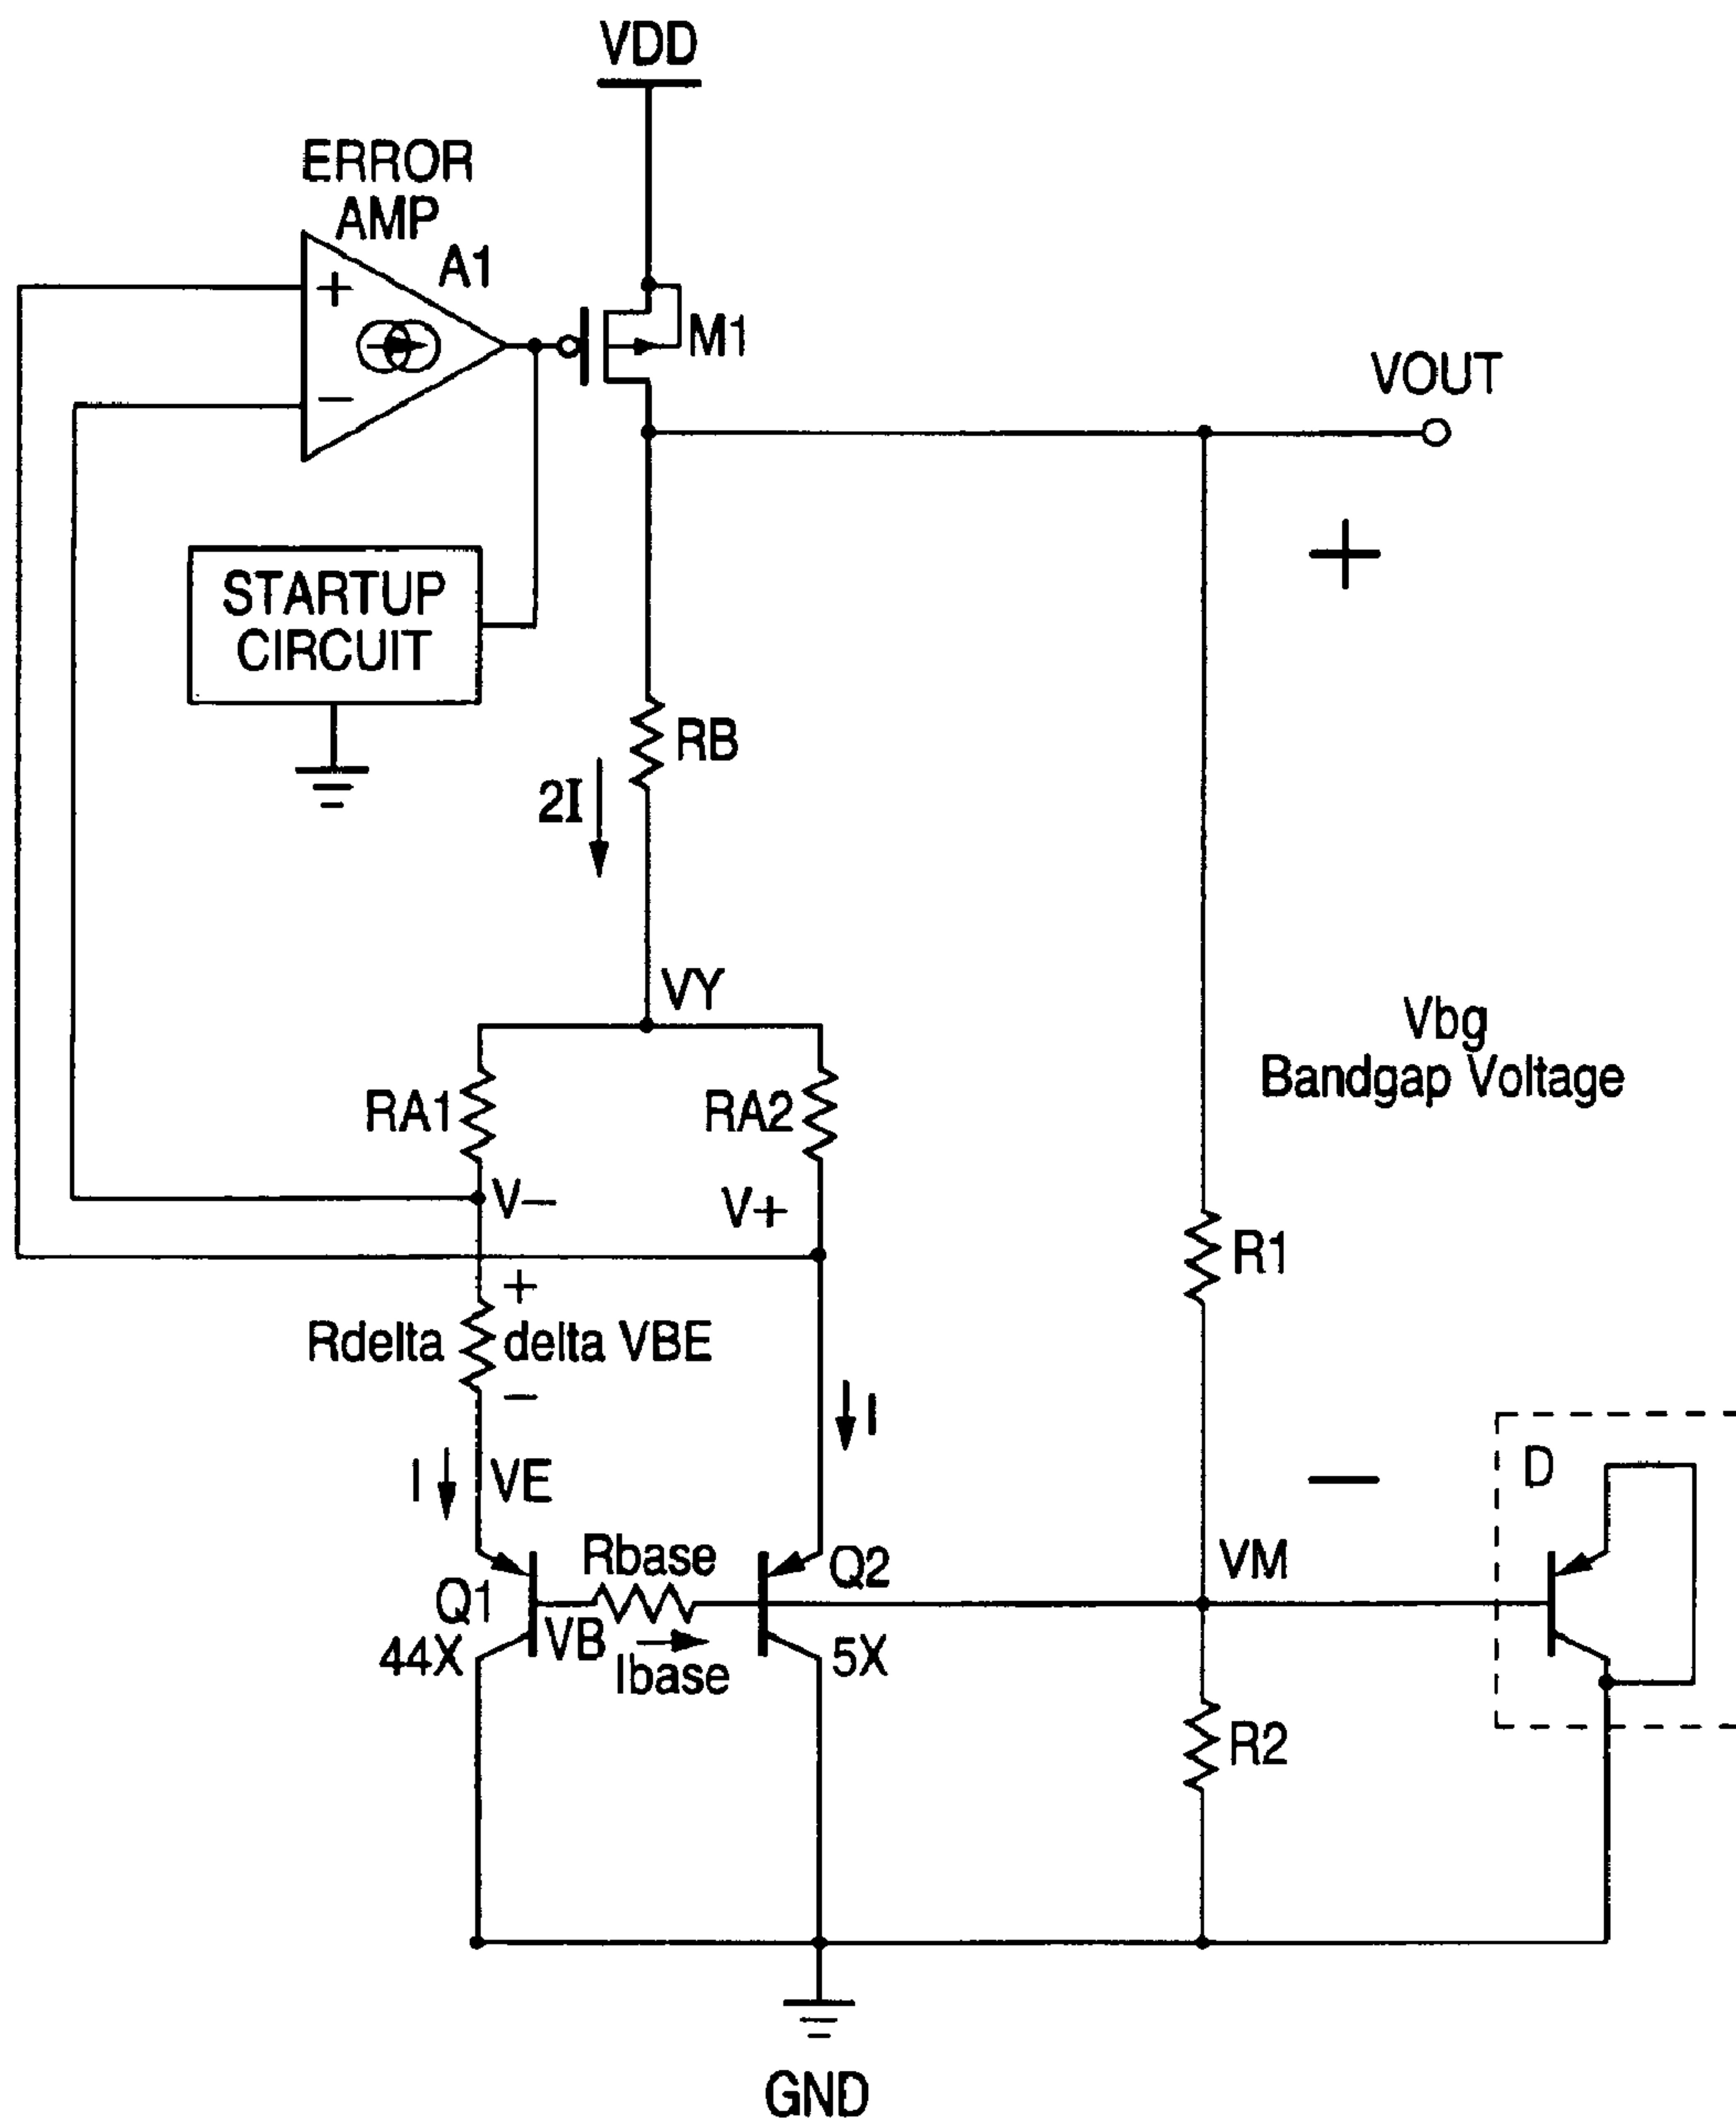 VDD
ERROR
AMP
A1
+
−
M1
VOUT
+
STARTUP
CIRCUIT
RB
2I
VY
Vbg
Bandgap Voltage
RA1
RA2
V−
V+
R1
+
Rdelta
delta VBE
−
I
I
VE
−
D
Rbase
Q2
VM
Q1
VB
44X
Ibase
5X
R2
GND